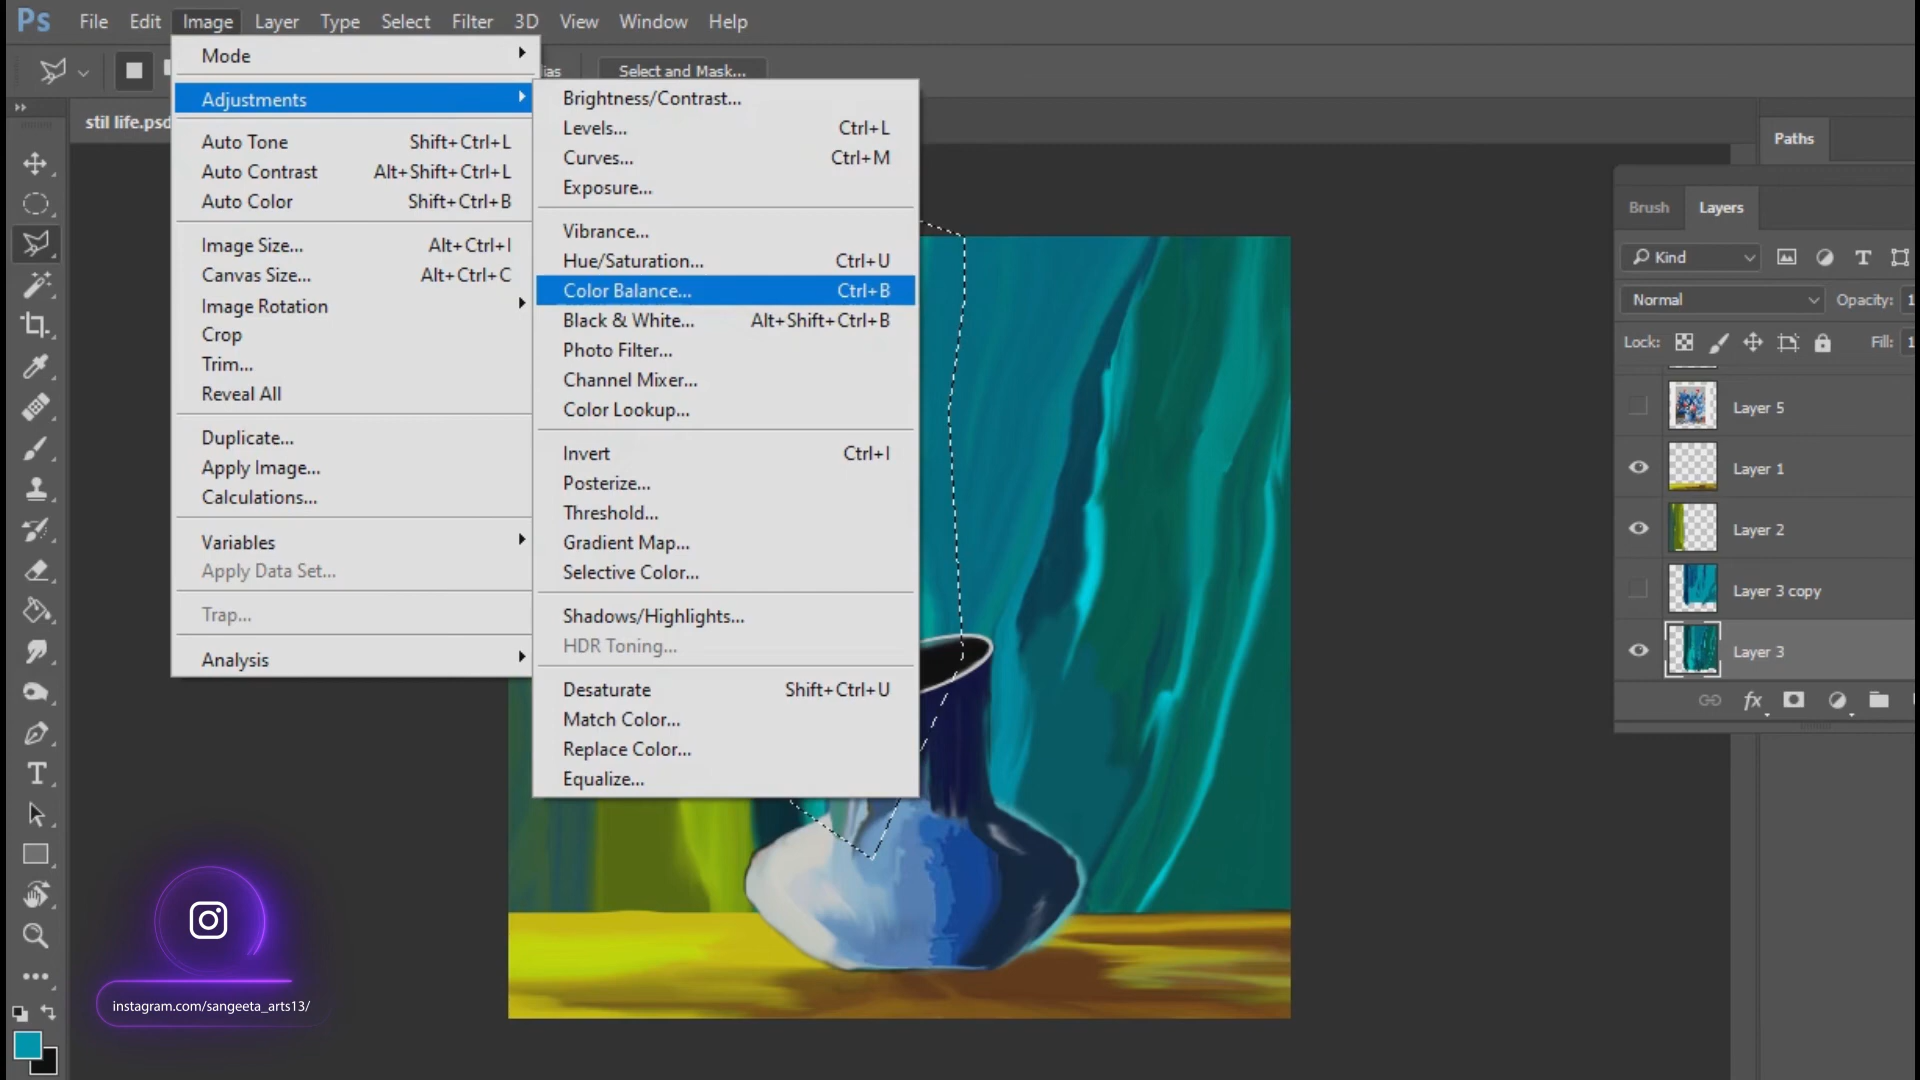 Ps File Edit Image Layer Type Select Filter 3D View Window Help
Select and Mask...
stil life.psd
Mode
Adjustments
Auto Tone Shift+Ctrl+L
Auto Contrast Alt+Shift+Ctrl+L
Auto Color Shift+Ctrl+B
Image Size... Alt+Ctrl+I
Canvas Size... Alt+Ctrl+C
Image Rotation
Crop
Trim...
Reveal All
Duplicate...
Apply Image...
Calculations...
Variables
Apply Data Set...
Trap...
Analysis
Brightness/Contrast...
Levels... Ctrl+L
Curves... Ctrl+M
Exposure...
Vibrance...
Hue/Saturation... Ctrl+U
Color Balance... Ctrl+B
Black & White... Alt+Shift+Ctrl+B
Photo Filter...
Channel Mixer...
Color Lookup...
Invert Ctrl+I
Posterize...
Threshold...
Gradient Map...
Selective Color...
Shadows/Highlights...
HDR Toning...
Desaturate Shift+Ctrl+U
Match Color...
Replace Color...
Equalize...
Paths
Brush Layers
Kind
Normal Opacity: 1
Lock: Fill: 1
Layer 5
Layer 1
Layer 2
Layer 3 copy
Layer 3
fx
instagram.com/sangeeta_arts13/